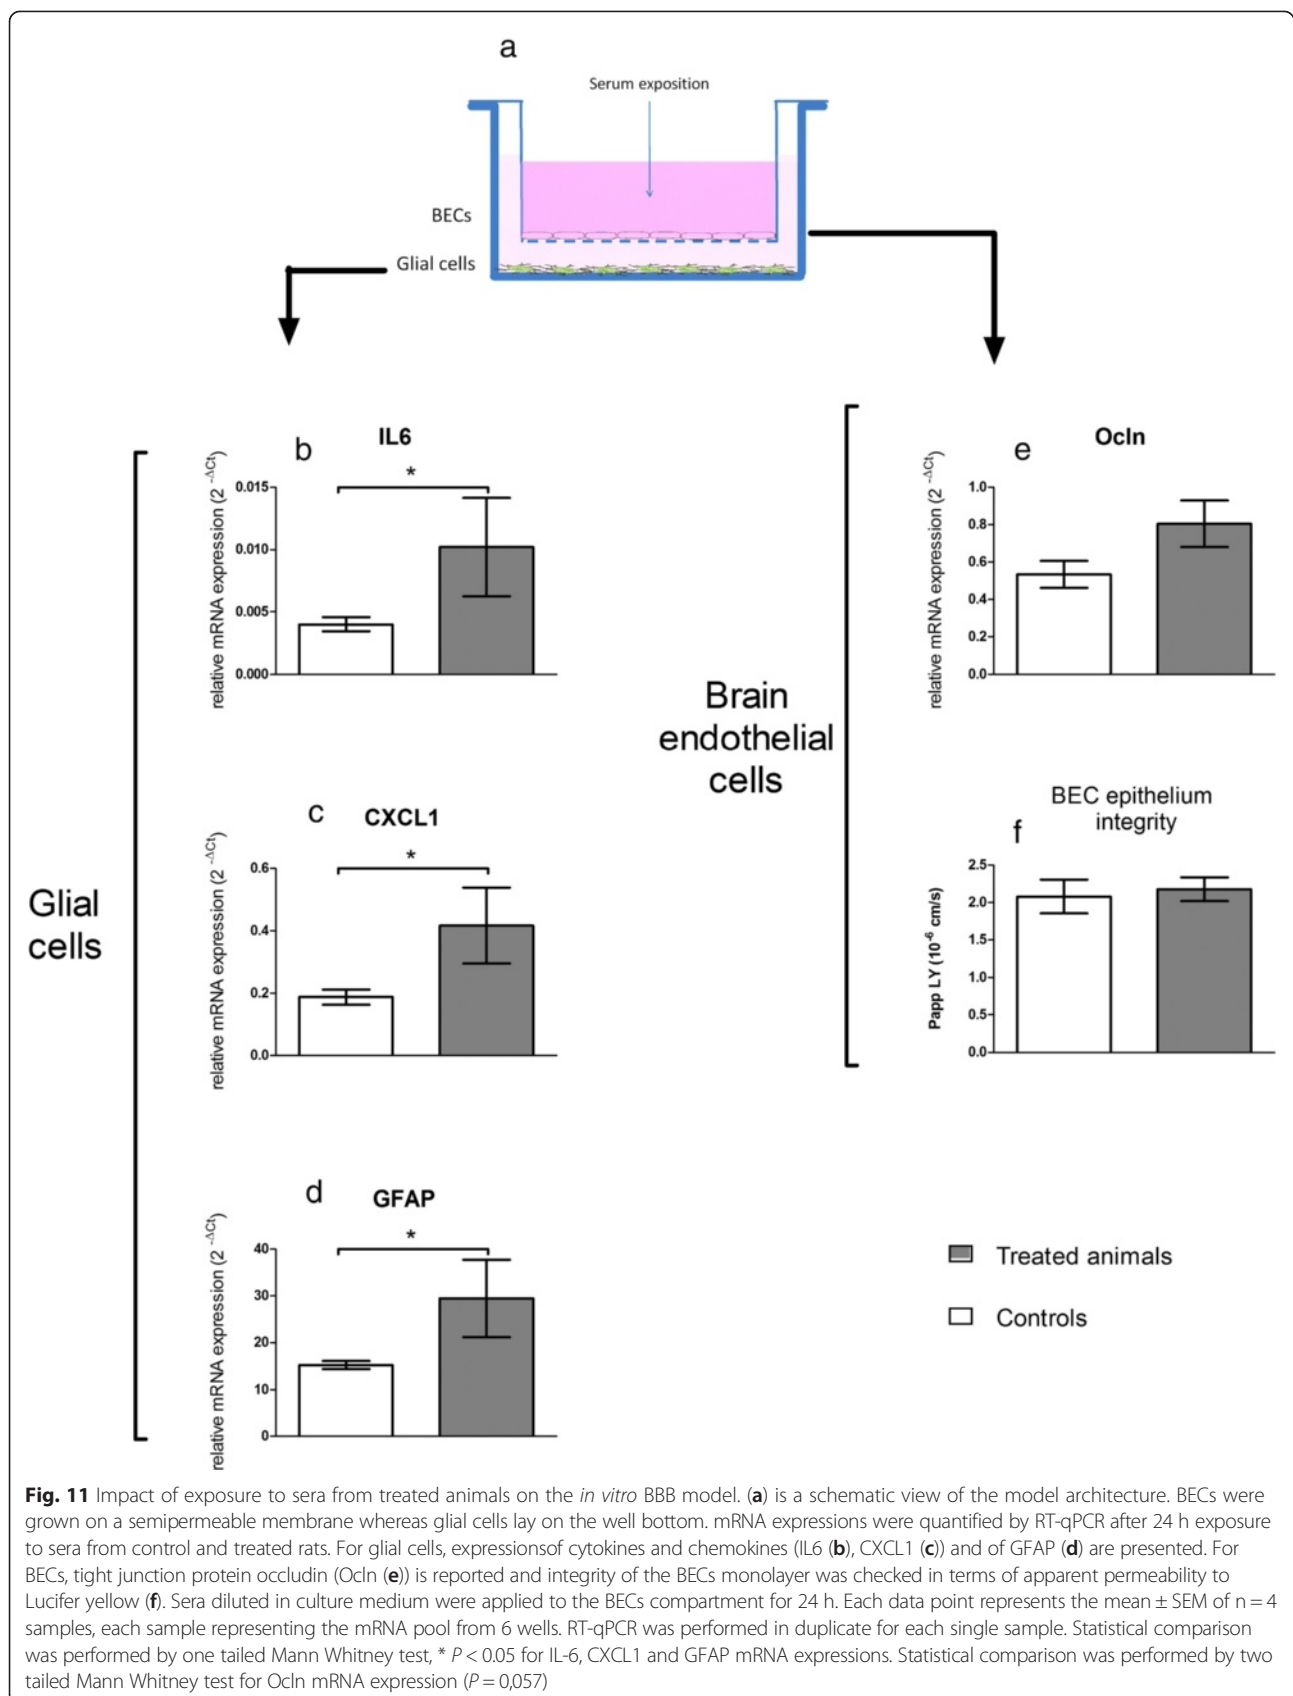 a
Serum exposition
BECs
Glial cells
b
IL6
*
relative mRNA expression (2 -ΔCt)
0.015
0.010
0.005
0.000
c
CXCL1
*
relative mRNA expression (2 -ΔCt)
0.6
0.4
0.2
0.0
d
GFAP
*
relative mRNA expression (2 -ΔCt)
40
30
20
10
0
Glial
cells
Brain
endothelial
cells
e
Ocln
relative mRNA expression (2 -ΔCt)
1.0
0.8
0.6
0.4
0.2
0.0
BEC epithelium
integrity
f
Papp LY (10-6 cm/s)
2.5
2.0
1.5
1.0
0.5
0.0
Treated animals
Controls
Fig. 11 Impact of exposure to sera from treated animals on the in vitro BBB model. (a) is a schematic view of the model architecture. BECs were
grown on a semipermeable membrane whereas glial cells lay on the well bottom. mRNA expressions were quantified by RT-qPCR after 24 h exposure
to sera from control and treated rats. For glial cells, expressionsof cytokines and chemokines (IL6 (b), CXCL1 (c)) and of GFAP (d) are presented. For
BECs, tight junction protein occludin (Ocln (e)) is reported and integrity of the BECs monolayer was checked in terms of apparent permeability to
Lucifer yellow (f). Sera diluted in culture medium were applied to the BECs compartment for 24 h. Each data point represents the mean ± SEM of n = 4
samples, each sample representing the mRNA pool from 6 wells. RT-qPCR was performed in duplicate for each single sample. Statistical comparison
was performed by one tailed Mann Whitney test, * P < 0.05 for IL-6, CXCL1 and GFAP mRNA expressions. Statistical comparison was performed by two
tailed Mann Whitney test for Ocln mRNA expression (P = 0,057)